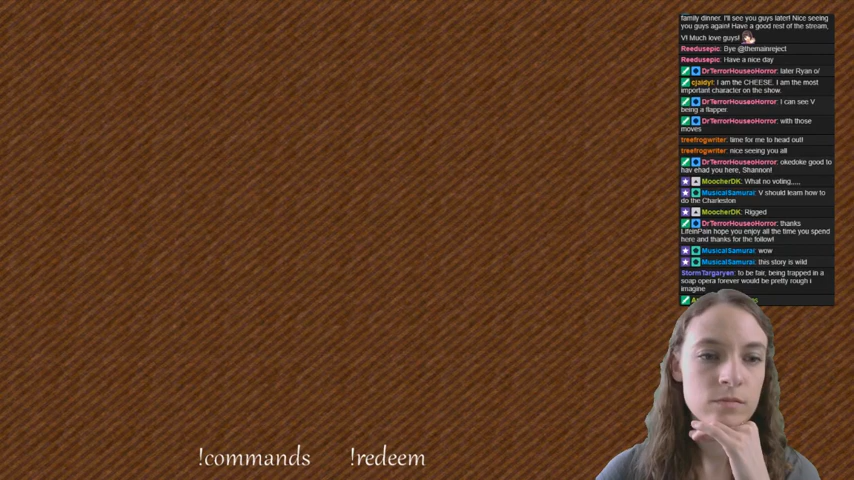 family dinner. I'll see you guys later! Nice seeing
you guys again! Have a good rest of the stream,
V! Much love guys!
Reedusepic: Bye @themainreject
Reedusepic: Have a nice day
DrTerrorHouseoHorror: later Ryan o/
cjaidyt: I am the CHEESE. I am the most
important character on the show.
DrTerrorHouseoHorror: I can see V
being a flapper.
DrTerrorHouseoHorror: with those
moves
treefrogwriter: time for me to head out!
treefrogwriter: nice seeing you all
DrTerrorHouseoHorror: okedoke good to
hav ehad you here, Shannon!
MoocherDK: What no voting,,,,,
MusicalSamurai: V should learn how to
do the Charleston
MoocherDK: Rigged
DrTerrorHouseoHorror: thanks
LifeinPain hope you enjoy all the time you spend
here and thanks for the follow!
MusicalSamurai: wow
MusicalSamurai: this story is wild
StormTargaryen: to be fair, being trapped in a
soap opera forever would be pretty rough i
imagine
!commands !redeem